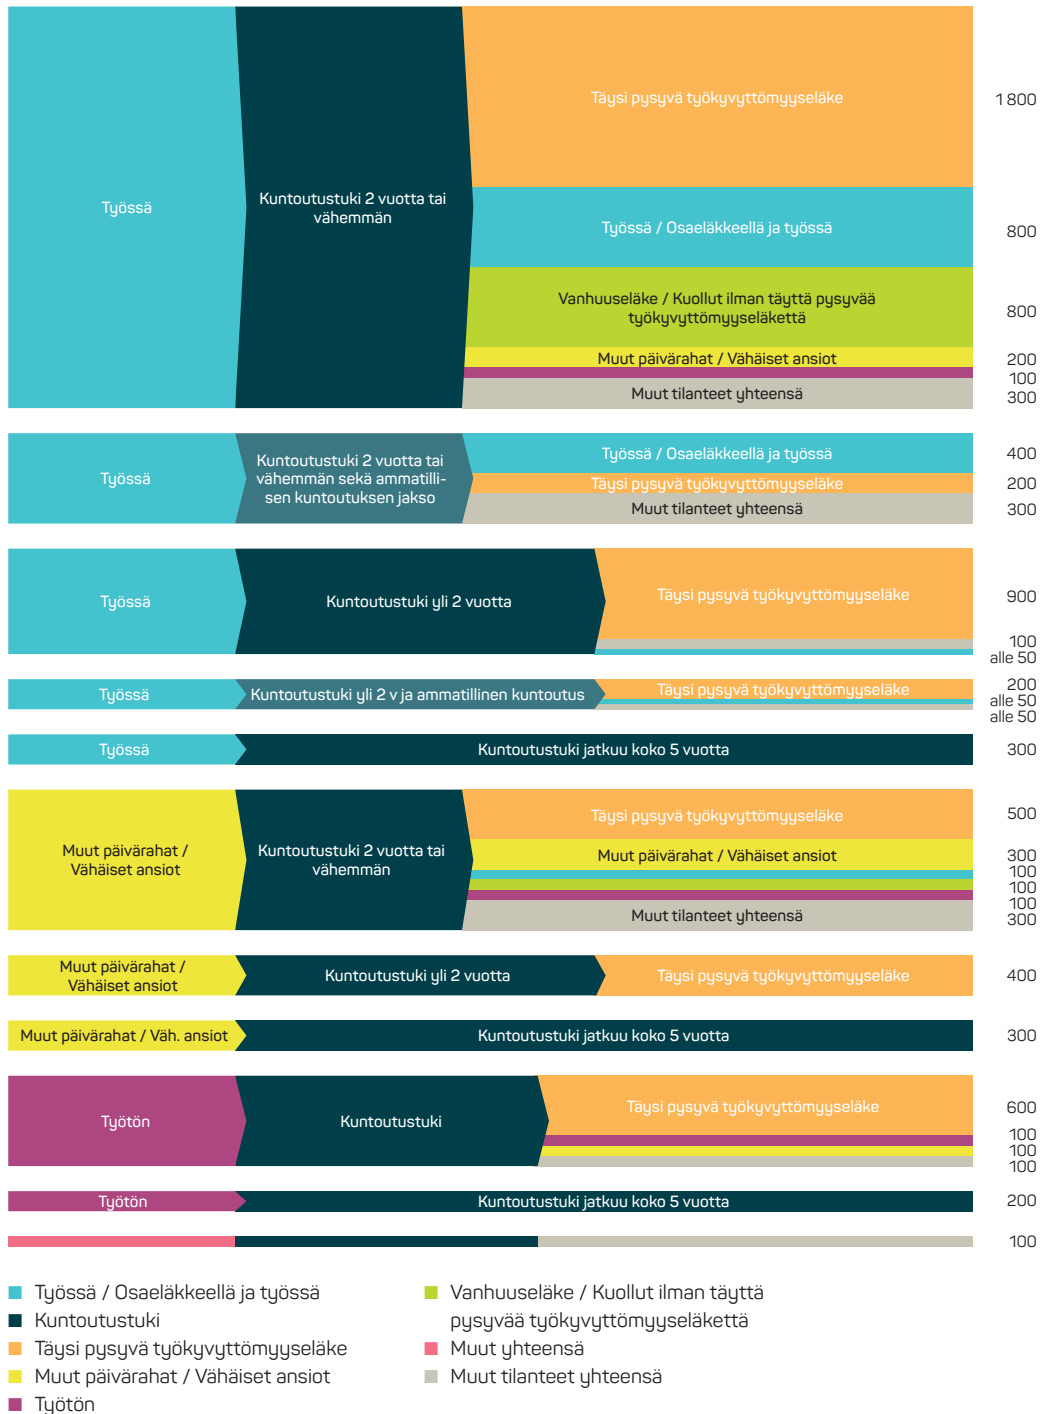 Täysi pysyvä työkyvyttömyyseläke
1 800
Työssä
Kuntoutustuki 2 vuotta tai
vähemmän
Työssä / Osaeläkkeellä ja työssä
800
Vanhuuseläke / Kuollut ilman täyttä pysyvää
työkyvyttömyyseläkettä
800
Muut päivärahat / Vähäiset ansiot
200
100
Muut tilanteet yhteensä
300
Työssä
Kuntoutustuki 2 vuotta tai
vähemmän sekä ammatilli-
sen kuntoutuksen jakso
Työssä / Osaeläkkeellä ja työssä
400
Täysi pysyvä työkyvyttömyyseläke
200
Muut tilanteet yhteensä
300
Työssä
Kuntoutustuki yli 2 vuotta
Täysi pysyvä työkyvyttömyyseläke
900
100
alle 50
Työssä
Kuntoutustuki yli 2 v ja ammatillinen kuntoutus
Täysi pysyvä työkyvyttömyyseläke
200
alle 50
alle 50
Työssä
Kuntoutustuki jatkuu koko 5 vuotta
300
Muut päivärahat /
Vähäiset ansiot
Kuntoutustuki 2 vuotta tai
vähemmän
Täysi pysyvä työkyvyttömyyseläke
500
Muut päivärahat / Vähäiset ansiot
300
100
100
100
Muut tilanteet yhteensä
300
Muut päivärahat /
Vähäiset ansiot
Kuntoutustuki yli 2 vuotta
Täysi pysyvä työkyvyttömyyseläke
400
Muut päivärahat / Väh. ansiot
Kuntoutustuki jatkuu koko 5 vuotta
300
Työtön
Kuntoutustuki
Täysi pysyvä työkyvyttömyyseläke
600
100
100
100
Työtön
Kuntoutustuki jatkuu koko 5 vuotta
200
100
Työssä / Osaeläkkeellä ja työssä
Kuntoutustuki
Täysi pysyvä työkyvyttömyyseläke
Muut päivärahat / Vähäiset ansiot
Työtön
Vanhuuseläke / Kuollut ilman täyttä
pysyvää työkyvyttömyyseläkettä
Muut yhteensä
Muut tilanteet yhteensä